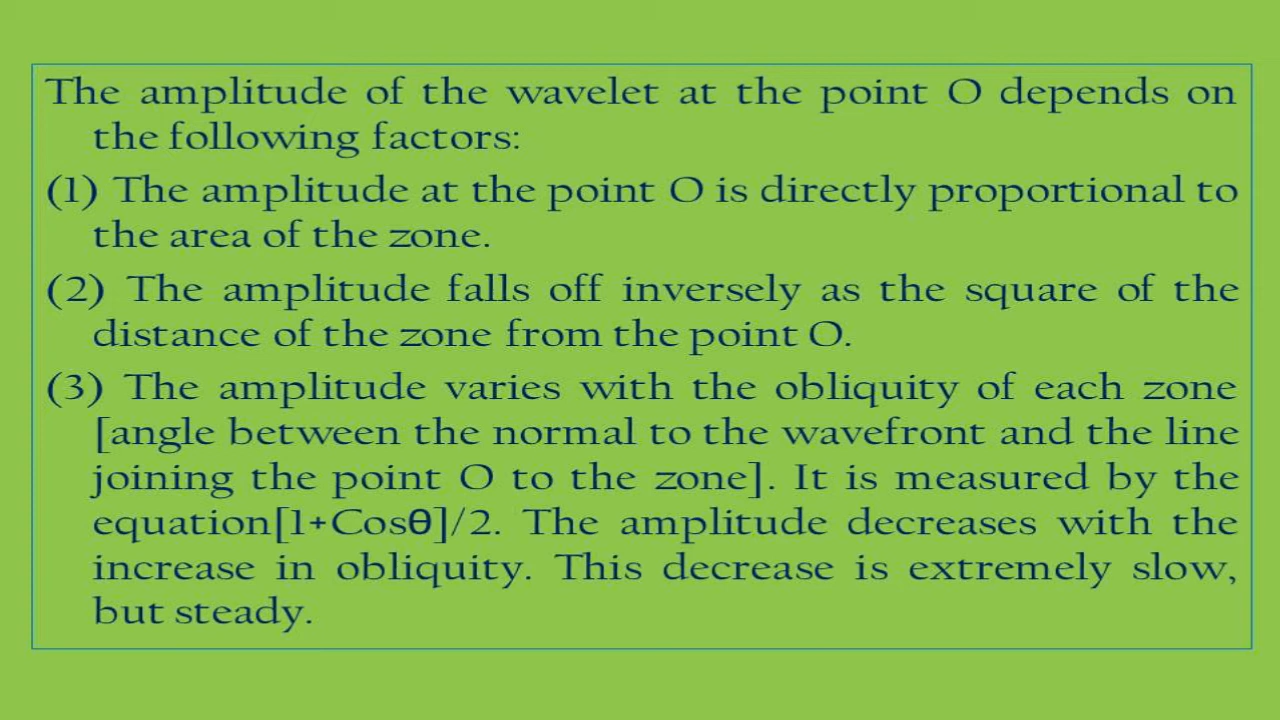 The amplitude of the wavelet at the point O depends on
the following factors:
(1) The amplitude at the point O is directly proportional to
the area of the zone.
(2) The amplitude falls off inversely as the square of the
distance of the zone from the point O.
(3) The amplitude varies with the obliquity of each zone
[angle between the normal to the wavefront and the line
joining the point O to the zone]. It is measured by the
equation[1+Cosθ]/2. The amplitude decreases with the
increase in obliquity. This decrease is extremely slow,
but steady.